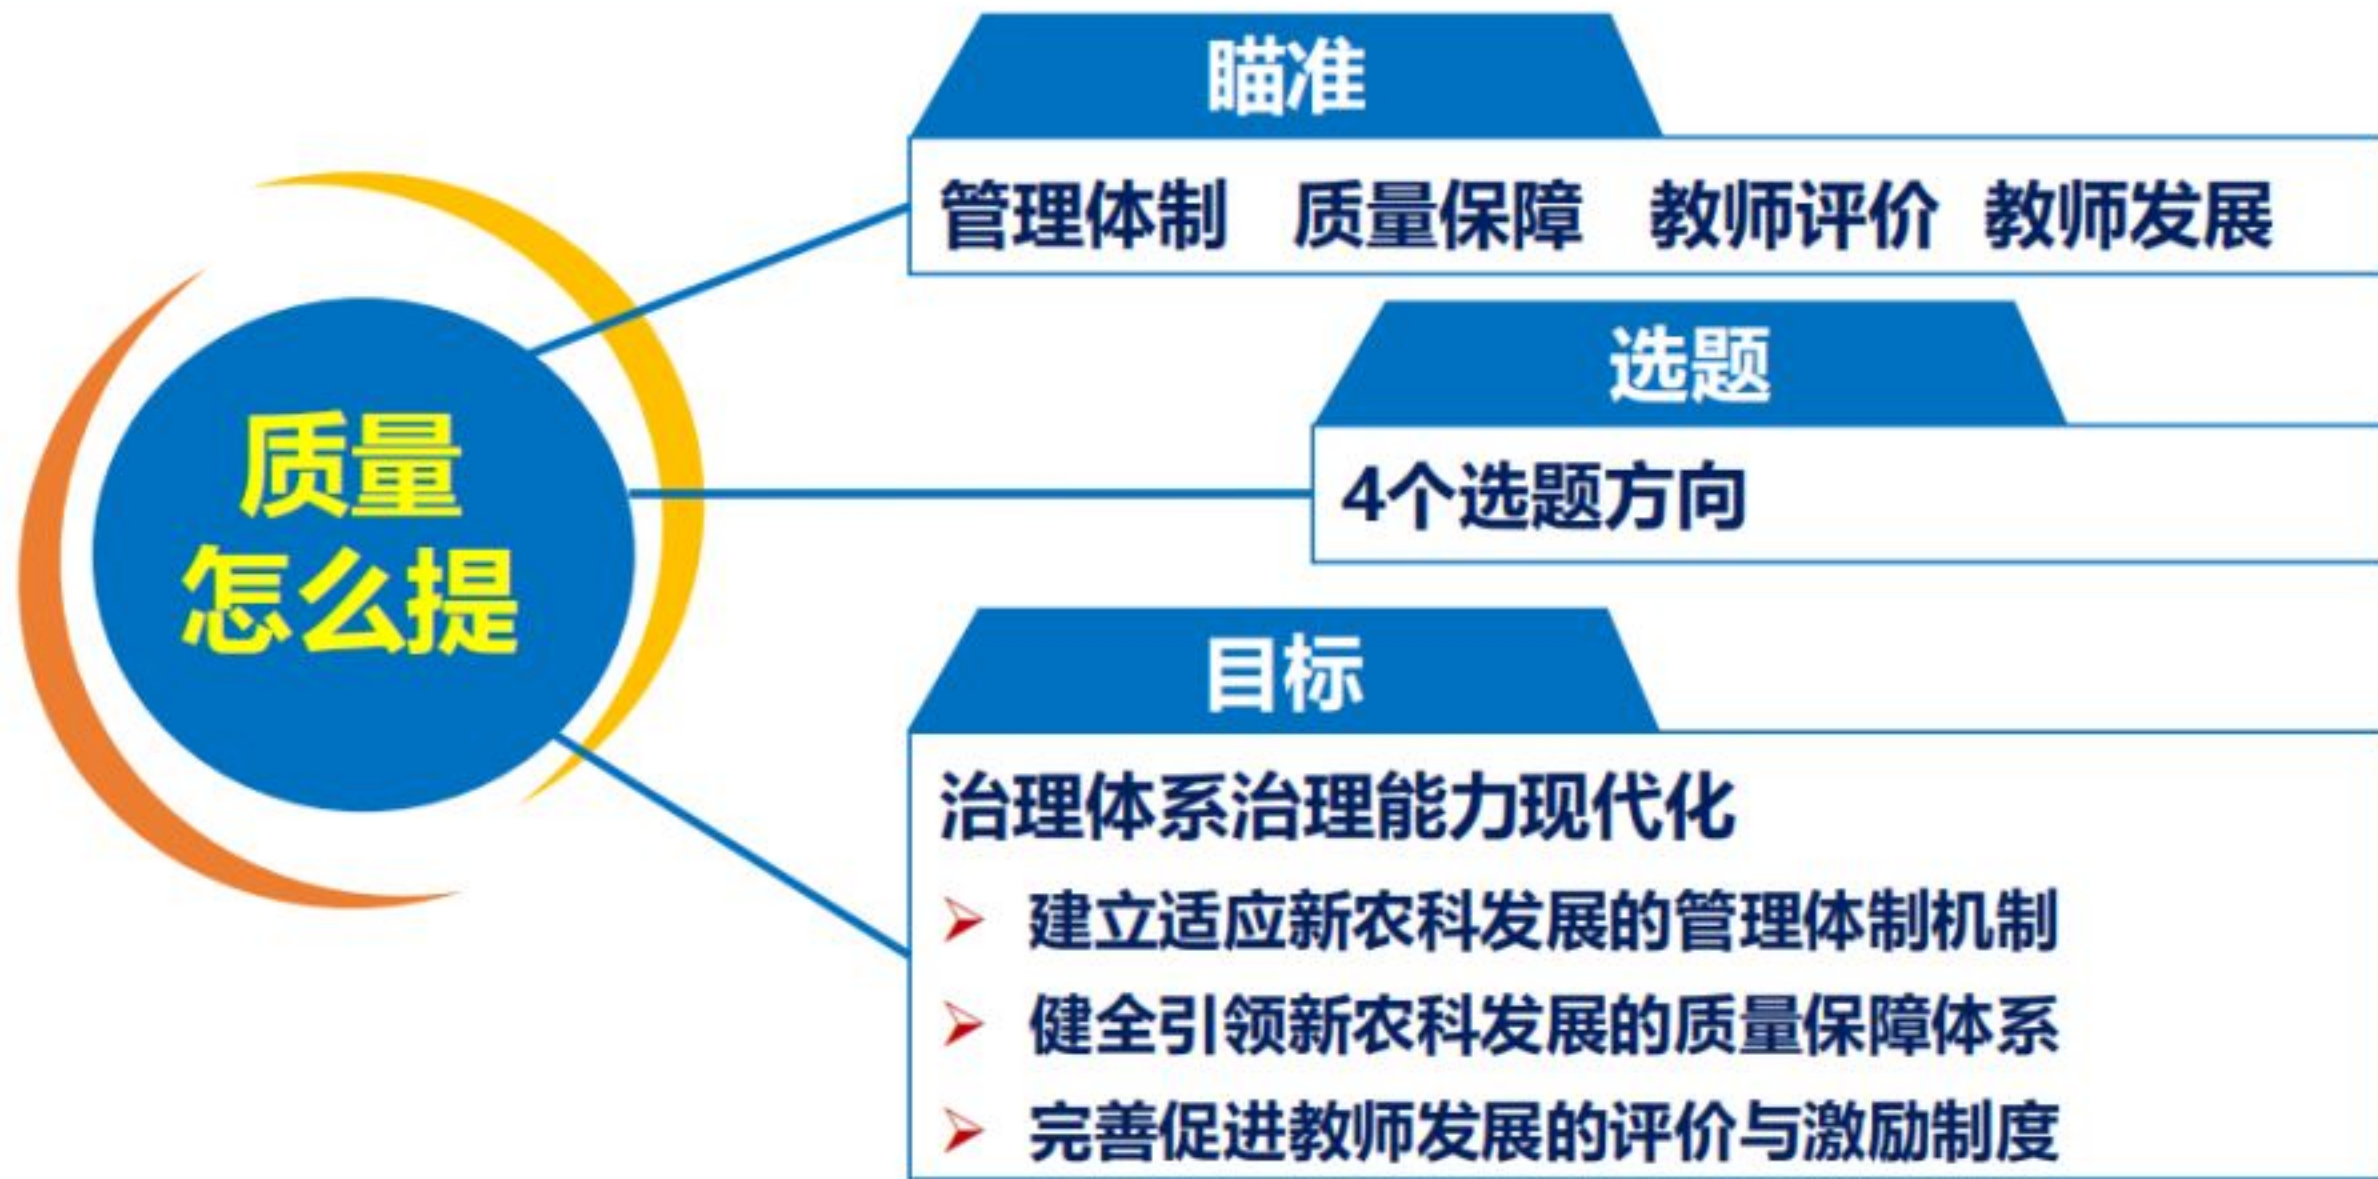 质量
怎么提
瞄准
管理体制 质量保障 教师评价 教师发展
选题
4个选题方向
目标
治理体系治理能力现代化
建立适应新农科发展的管理体制机制
健全引领新农科发展的质量保障体系
完善促进教师发展的评价与激励制度